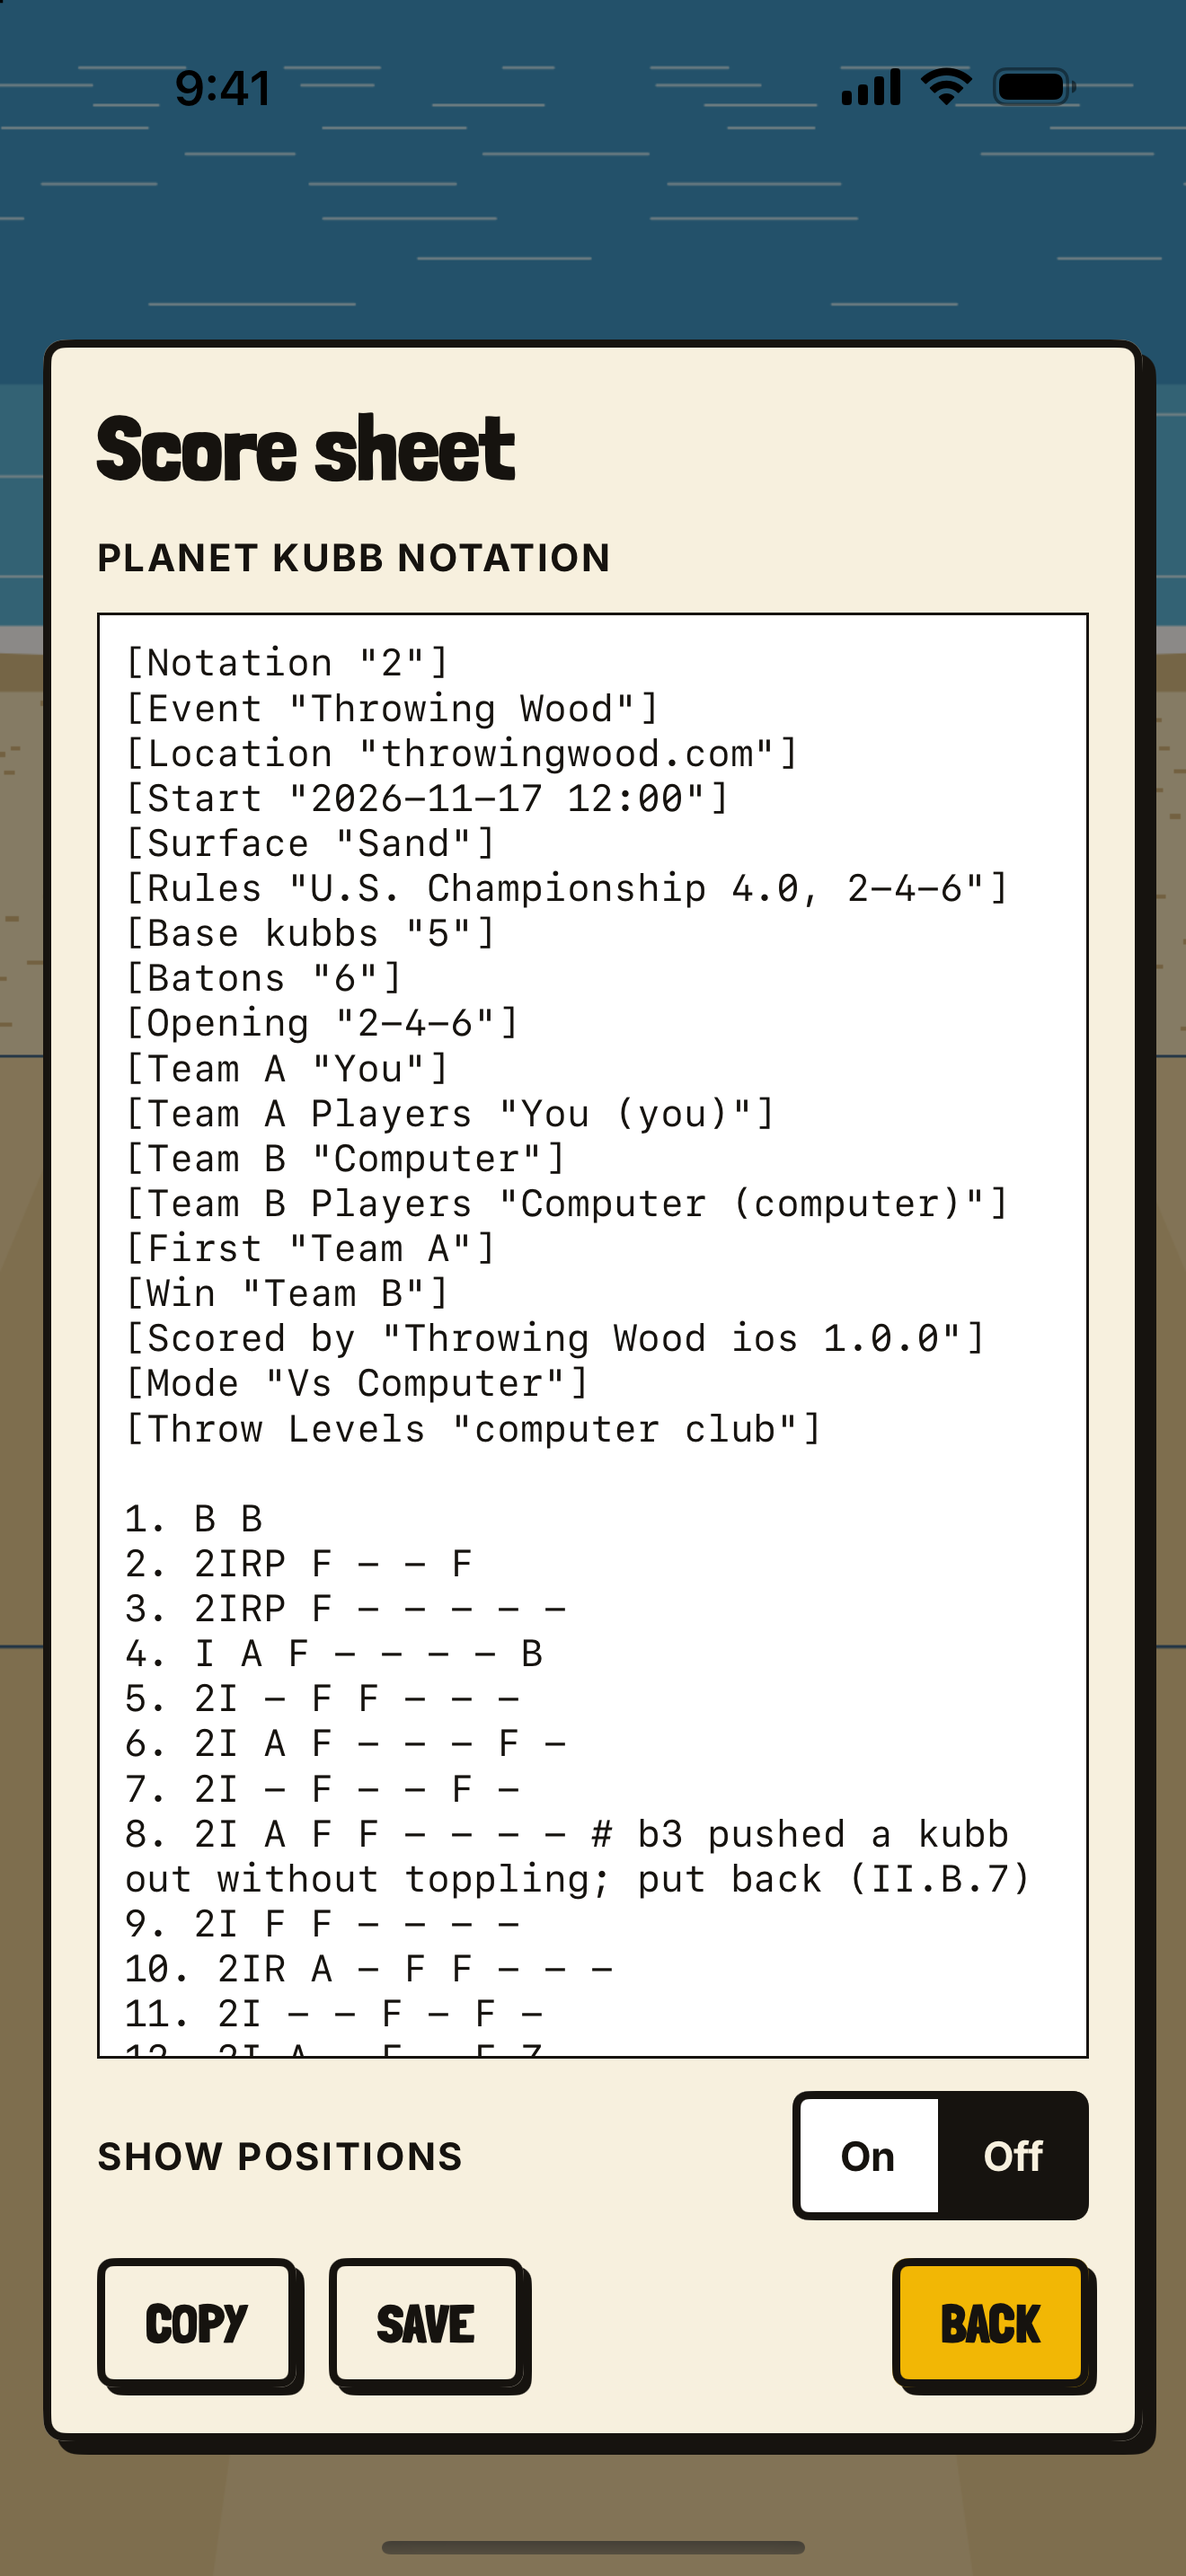 9:41
Score sheet
PLANET KUBB NOTATION
[Notation "2"]
[Event "Throwing Wood"]
[Location "throwingwood.com"]
[Start "2026-11-17 12:00"]
[Surface "Sand"]
[Rules "U.S. Championship 4.0, 2-4-6"]
[Base kubbs "5"]
[Batons "6"]
[Opening "2-4-6"]
[Team A "You"]
[Team A Players "You (you)"]
[Team B "Computer"]
[Team B Players "Computer (computer)"]
[First "Team A"]
[Win "Team B"]
[Scored by "Throwing Wood ios 1.0.0"]
[Mode "Vs Computer"]
[Throw Levels "computer club"]
1. B B
2. 2IRP F - - F
3. 2IRP F - - - - -
4. I A F - - - - B
5. 2I - F F - - -
6. 2I A F - - - F -
7. 2I - F - - F -
8. 2I A F F - - - - # b3 pushed a kubb
out without toppling; put back (II.B.7)
9. 2I F F - - - -
10. 2IR A - F F - - -
11. 2I - - F - F -
SHOW POSITIONS
On Off
COPY SAVE BACK